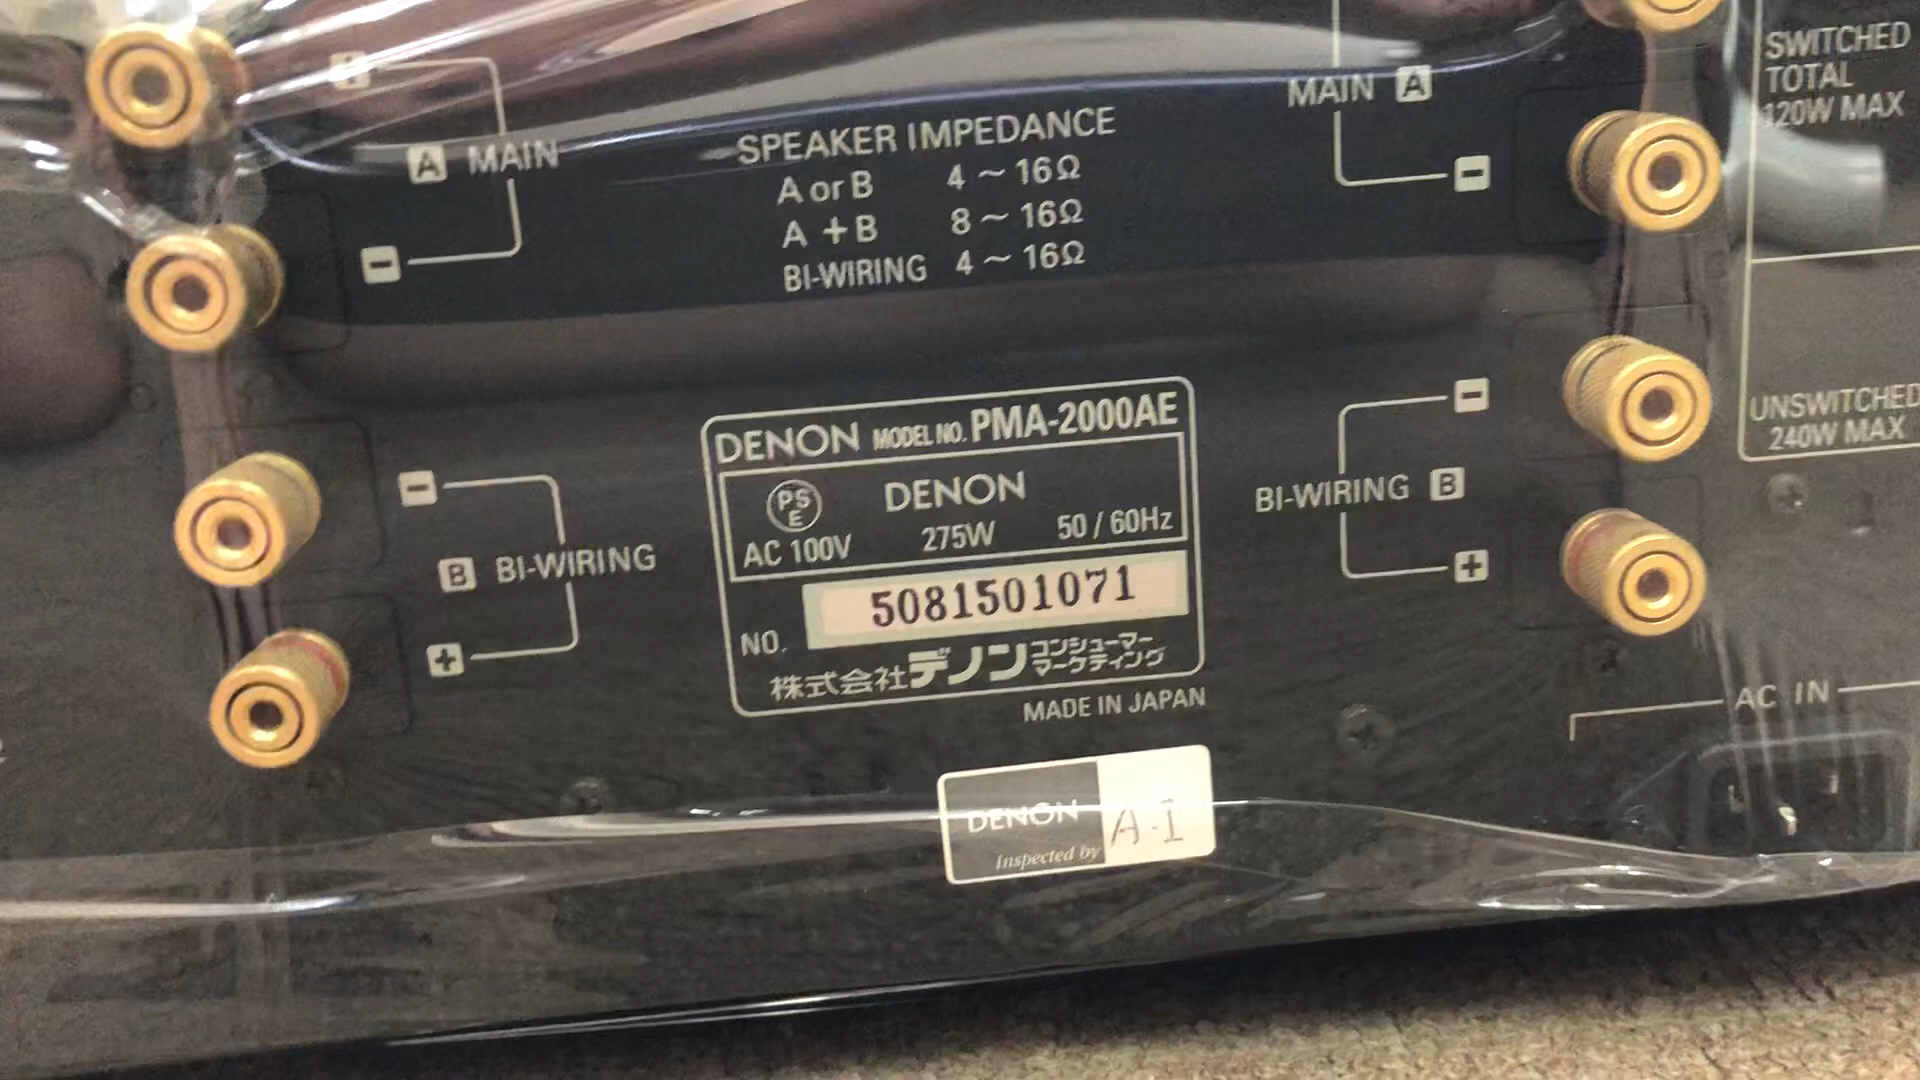 A MAIN
−
SPEAKER IMPEDANCE
A or B 4 ~ 16Ω
A + B 8 ~ 16Ω
BI-WIRING 4 ~ 16Ω
MAIN A
−
SWITCHED
TOTAL
120W MAX
UNSWITCHED
240W MAX
−
B BI-WIRING
+
DENON MODEL NO. PMA-2000AE
PSE DENON
AC 100V 275W 50 / 60Hz
NO. 5081501071
株式会社デノン コンシューマー
マーケティング
MADE IN JAPAN
−
BI-WIRING B
+
AC IN
DENON A-I
Inspected by